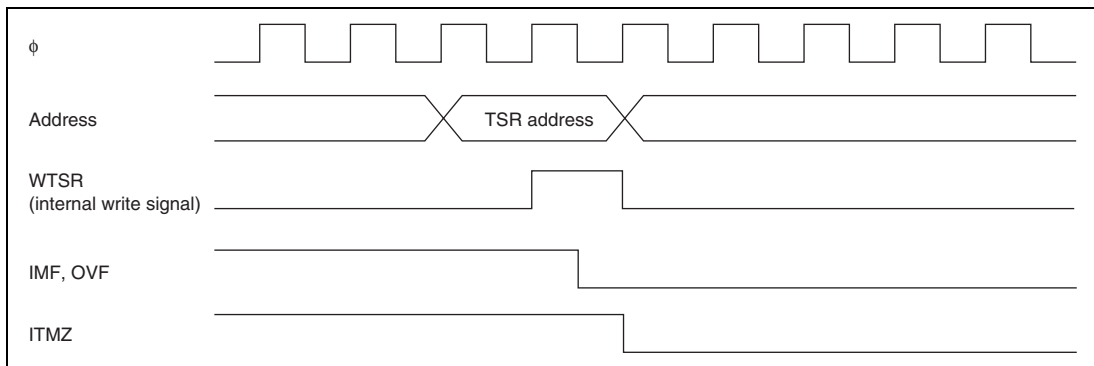 ϕ
Address
TSR address
WTSR
(internal write signal)
IMF, OVF
ITMZ